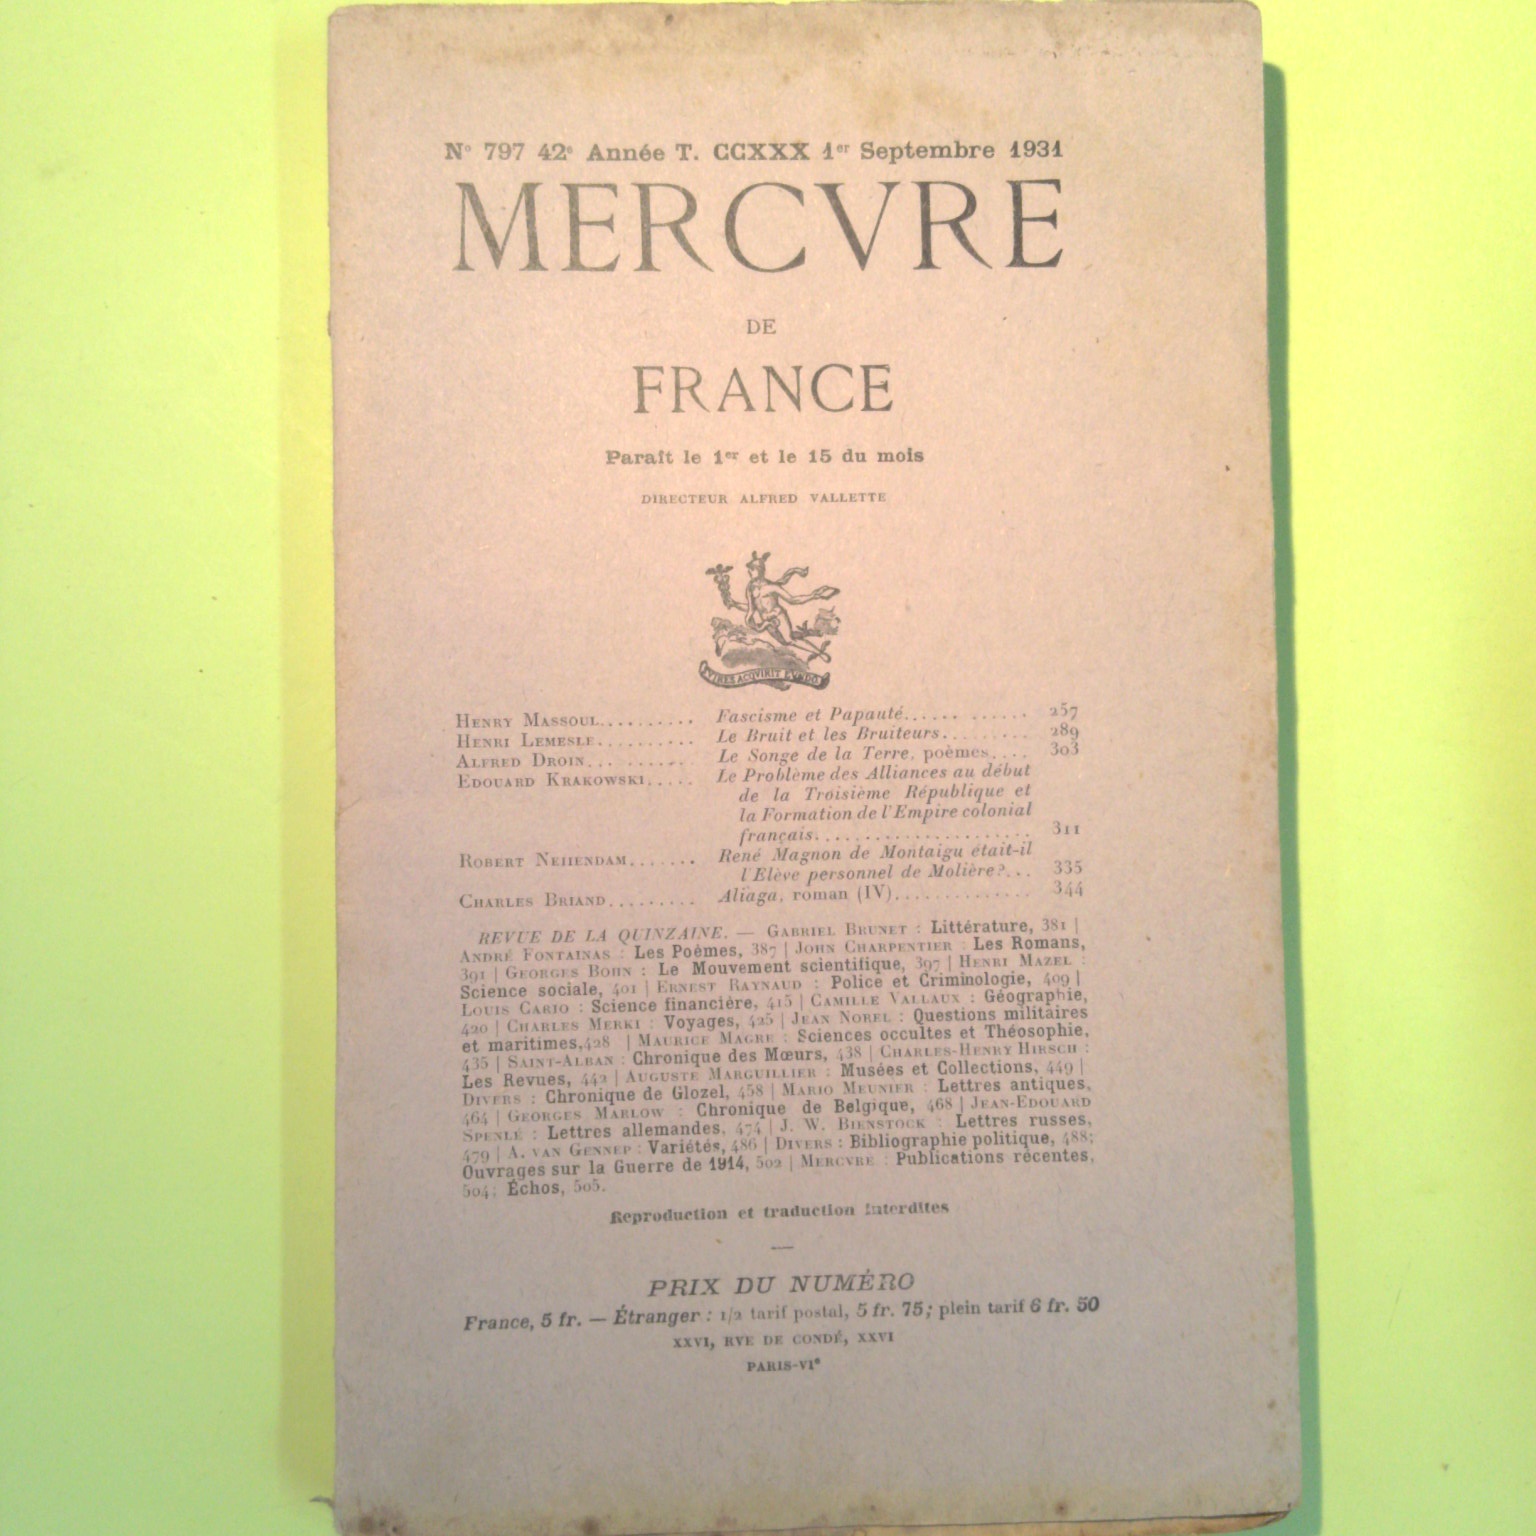 N° 797 42e Année T. CCXXX 1er Septembre 1931
MERCVRE
DE
FRANCE
Paraît le 1er et le 15 du mois
DIRECTEUR ALFRED VALLETTE
VIRES ACQVIRIT EVNDO
HENRY MASSOUL.......... Fascisme et Papauté...... ...... 257
HENRI LEMESLE.......... Le Bruit et les Bruiteurs......... 289
ALFRED DROIN... ....... Le Songe de la Terre, poèmes.... 303
EDOUARD KRAKOWSKI..... Le Problème des Alliances au début
de la Troisième République et
la Formation de l'Empire colonial
français...................... 311
ROBERT NEHENDAM....... René Magnon de Montaigu était-il
l'Elève personnel de Molière?... 335
CHARLES BRIAND......... Aliaga, roman (IV).............. 344
REVUE DE LA QUINZAINE. — GABRIEL BRUNET : Littérature, 381 |
ANDRÉ FONTAINAS : Les Poèmes, 387 | JOHN CHARPENTIER : Les Romans,
391 | GEORGES BOHN : Le Mouvement scientifique, 397 | HENRI MAZEL :
Science sociale, 401 | ERNEST RAYNAUD : Police et Criminologie, 409 |
LOUIS CARIO : Science financière, 415 | CAMILLE VALLAUX : Géographie,
420 | CHARLES MERKI : Voyages, 425 | JEAN NOREL : Questions militaires
et maritimes,428 | MAURICE MAGRE : Sciences occultes et Théosophie,
435 | SAINT-ALBAN : Chronique des Mœurs, 438 | CHARLES-HENRY HIRSCH :
Les Revues, 442 | AUGUSTE MARGUILLIER : Musées et Collections, 449 |
DIVERS : Chronique de Glozel, 458 | MARIO MEUNIER : Lettres antiques,
464 | GEORGES MARLOW : Chronique de Belgique, 468 | JEAN-EDOUARD
SPENLÉ : Lettres allemandes, 474 | J. W. BIENSTOCK : Lettres russes,
479 | A. VAN GENNEP : Variétés, 486 | DIVERS : Bibliographie politique, 488;
Ouvrages sur la Guerre de 1914, 502 | MERCVRE : Publications récentes,
504; Échos, 505.
Reproduction et traduction interdites
PRIX DU NUMÉRO
France, 5 fr. — Étranger : 1/2 tarif postal, 5 fr. 75; plein tarif 6 fr. 50
XXVI, RVE DE CONDÉ, XXVI
PARIS-VIe